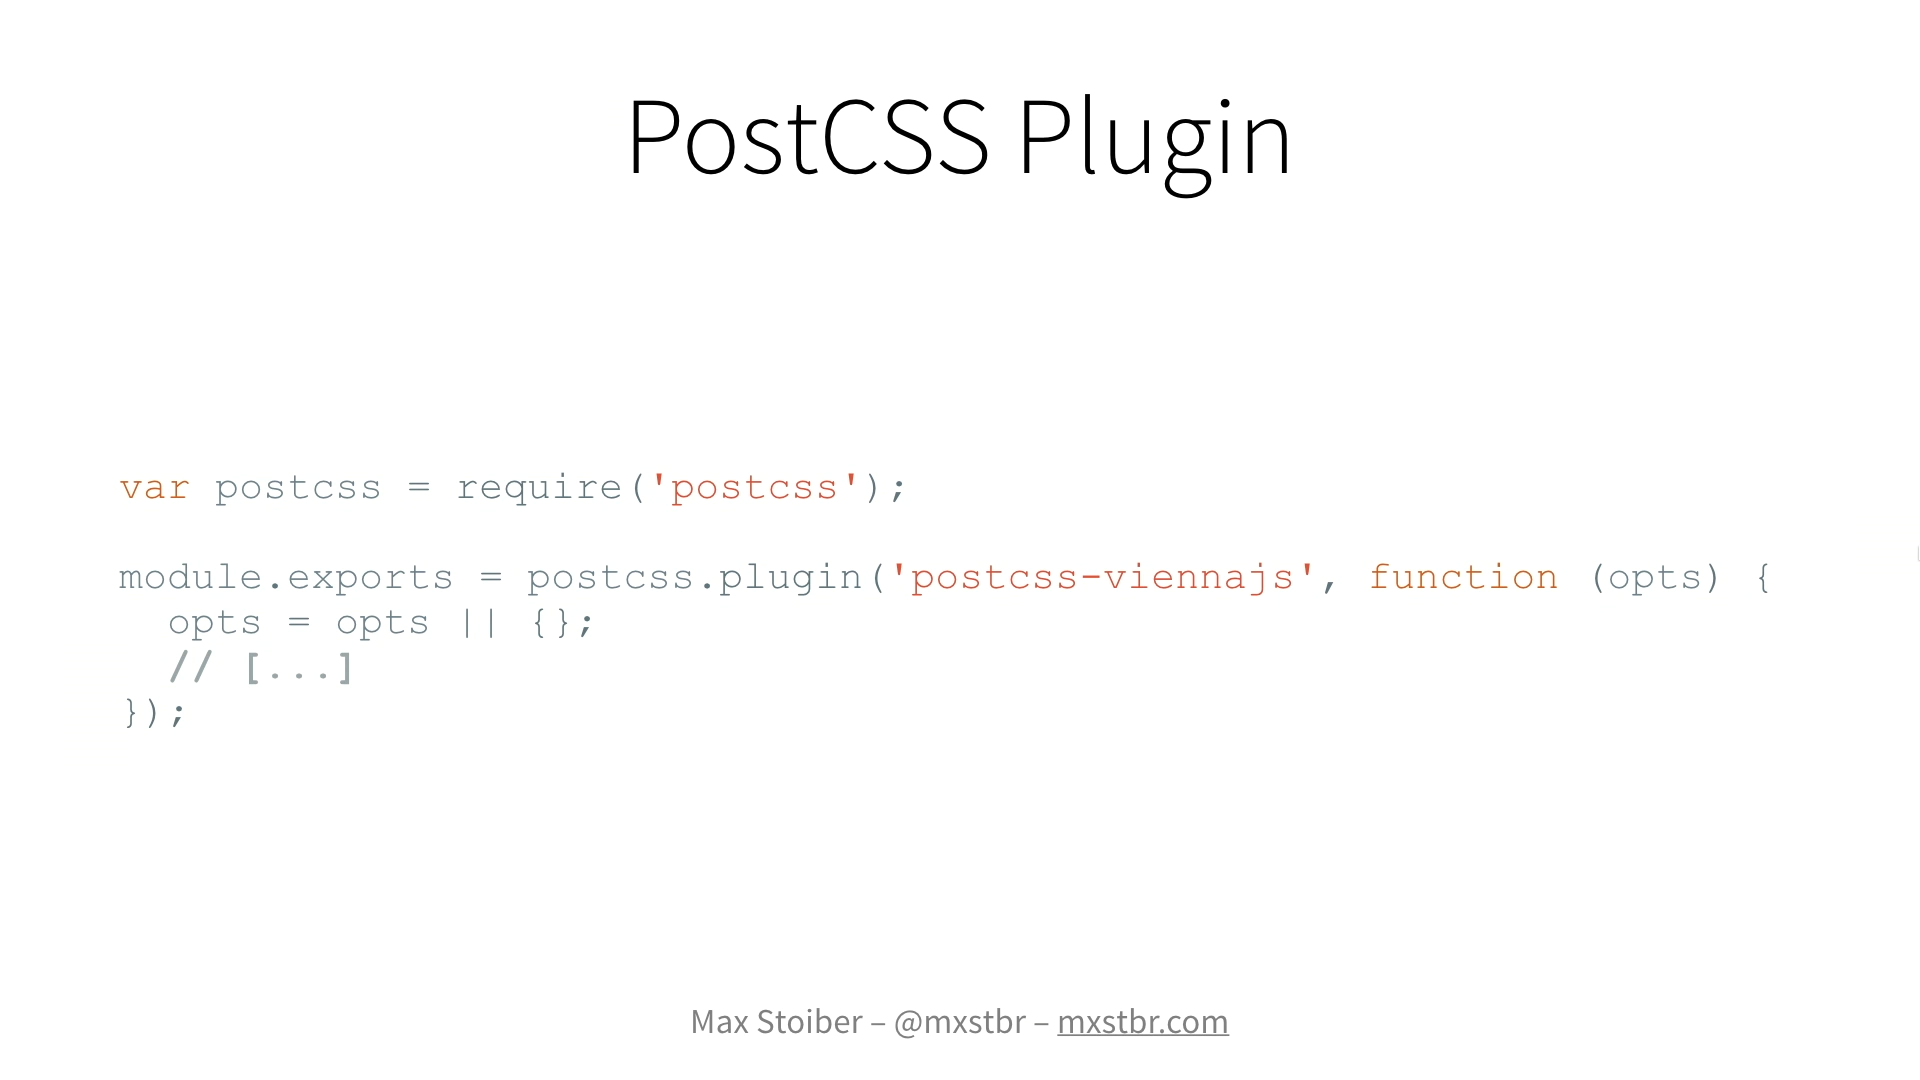 PostCSS Plugin
var postcss = require('postcss');
module.exports = postcss.plugin('postcss-viennajs', function (opts) {
  opts = opts || {};
  // [...]
});
Max Stoiber – @mxstbr – mxstbr.com